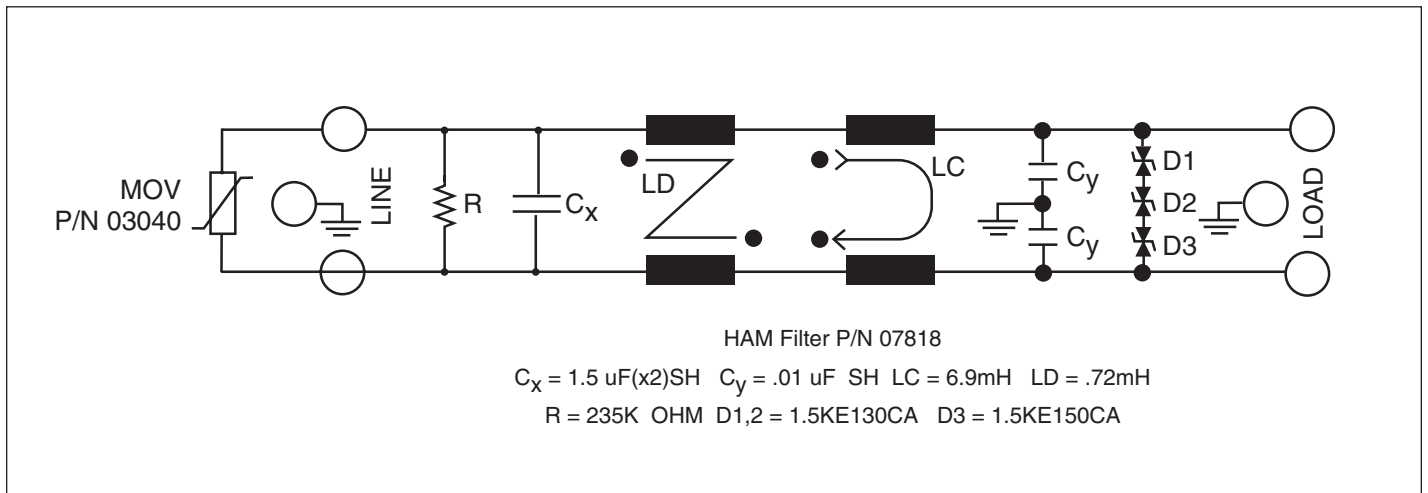 MOV
P/N 03040
LINE
R
Cx
LD
LC
Cy
Cy
D1
D2
D3
LOAD
HAM Filter P/N 07818
Cx = 1.5 uF(x2)SH Cy = .01 uF SH LC = 6.9mH LD = .72mH
R = 235K OHM D1,2 = 1.5KE130CA D3 = 1.5KE150CA